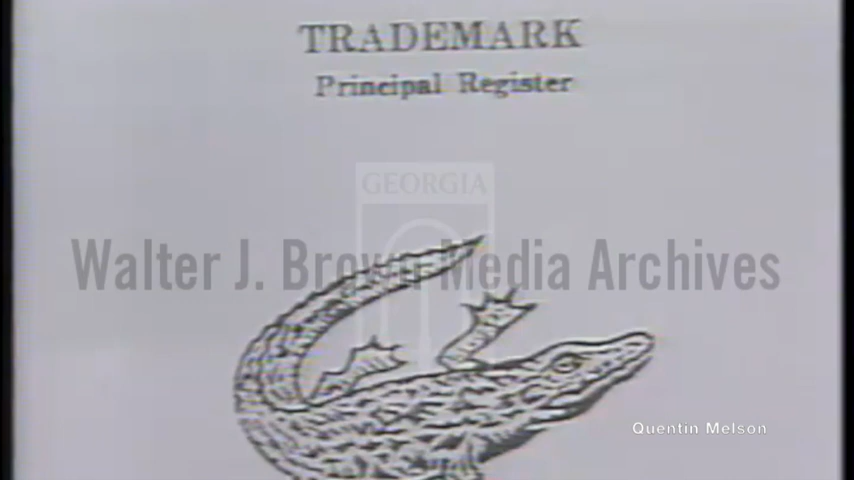 TRADEMARK
Principal Register
GEORGIA
Walter J. Brown Media Archives
Quentin Melson